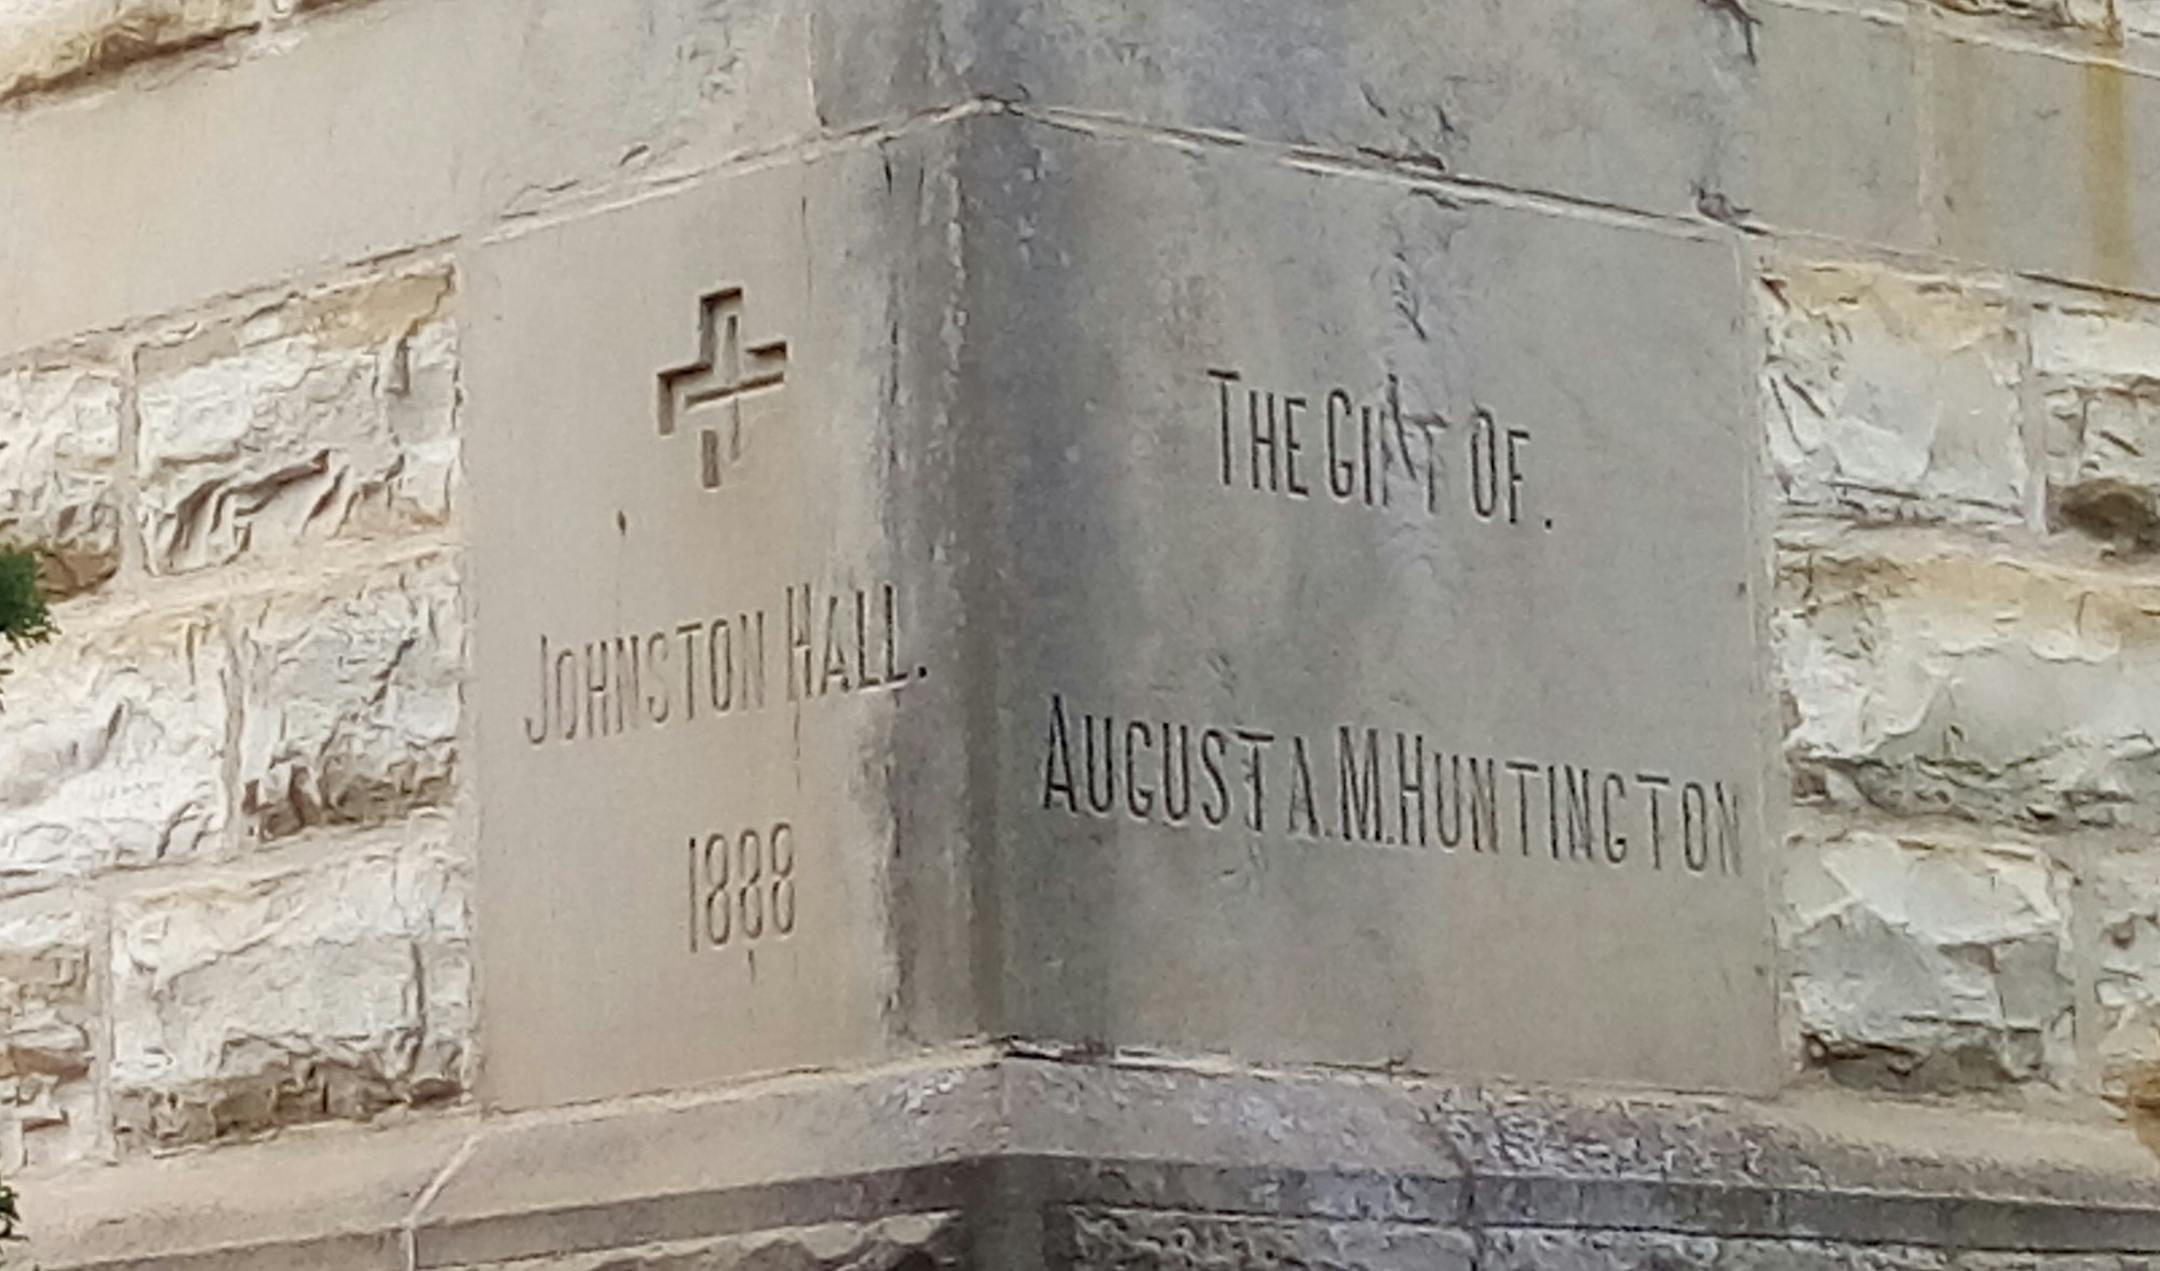 JOHNSTON HALL.
1888
THE GIFT OF.
AUGUSTA.M.HUNTINGTON